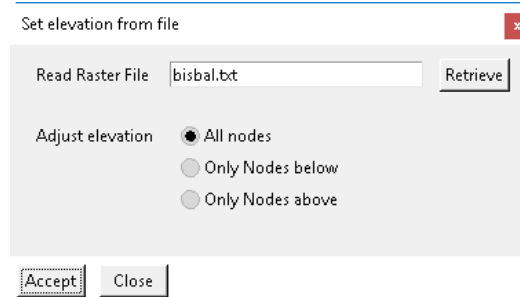 Set elevation from file
x
Read Raster File bisbal.txt Retrieve
Adjust elevation All nodes
Only Nodes below
Only Nodes above
Accept Close